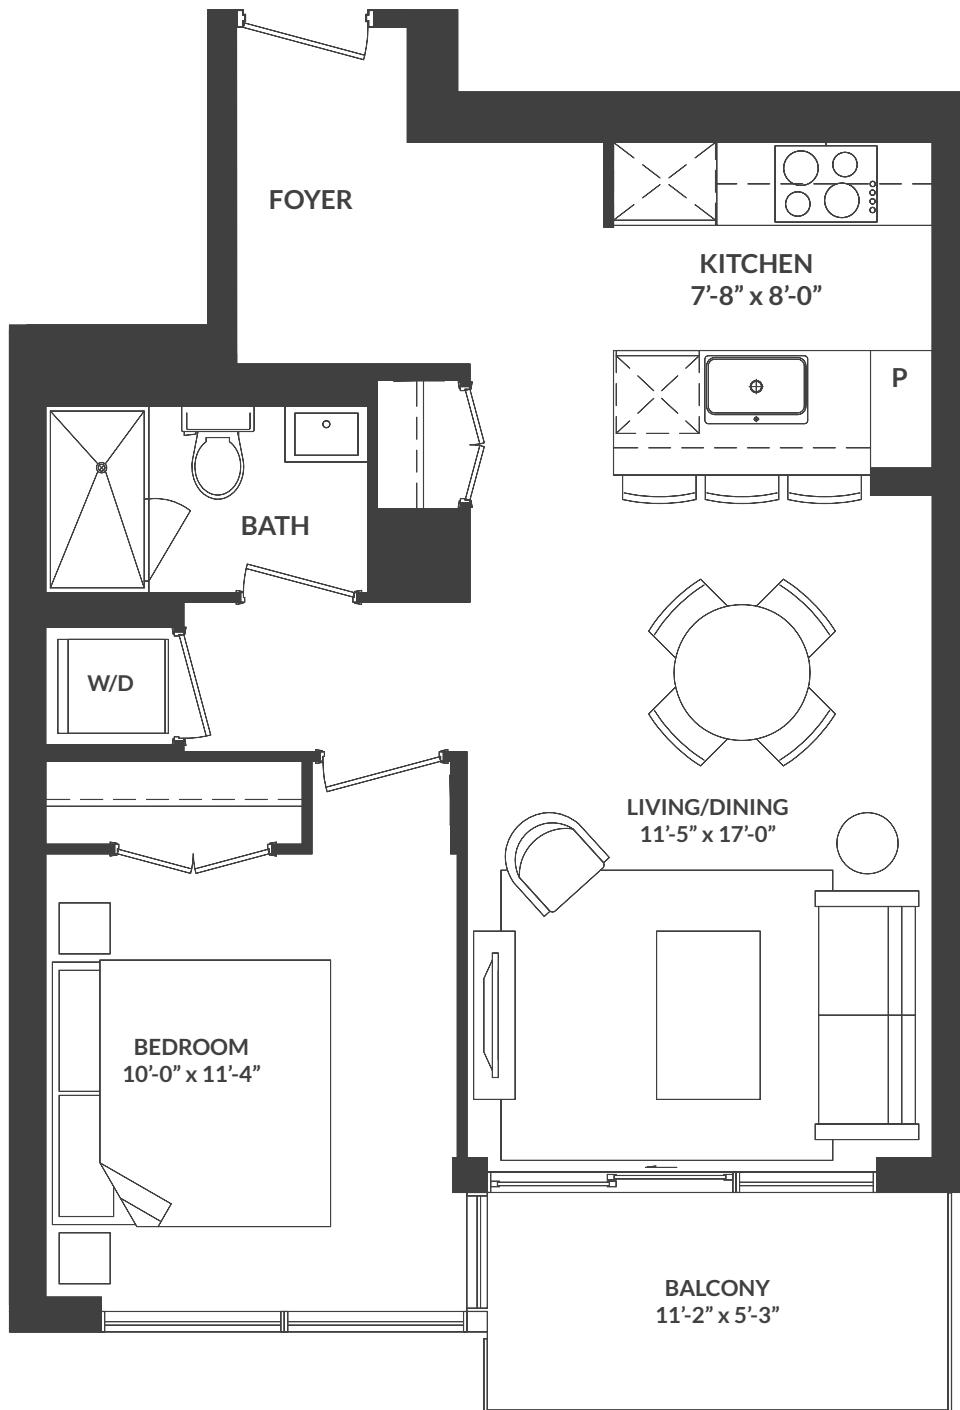 FOYER
KITCHEN
7’-8” x 8’-0”
P
BATH
W/D
LIVING/DINING
11’-5” x 17’-0”
BEDROOM
10’-0” x 11’-4”
BALCONY
11’-2” x 5’-3”